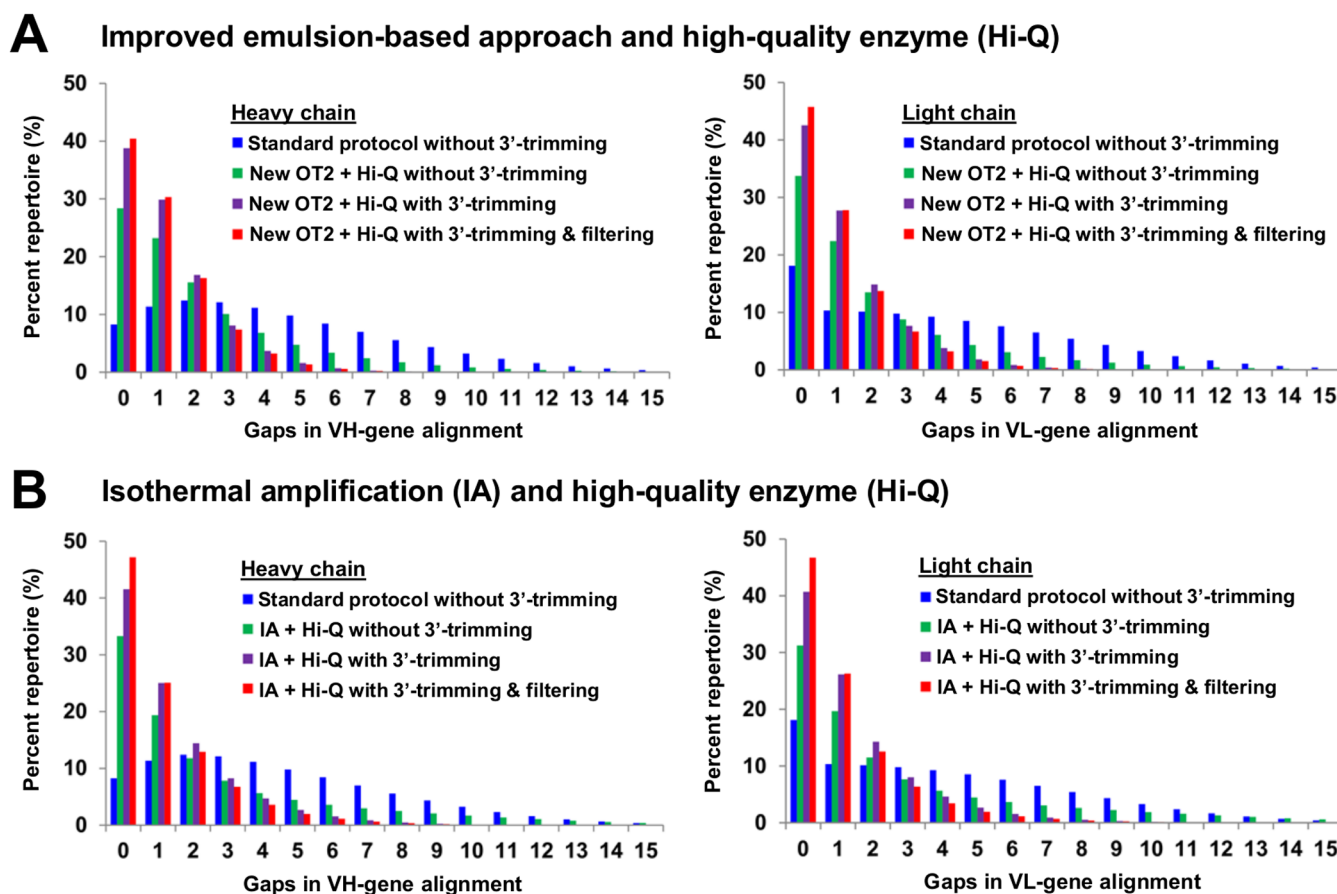 A Improved emulsion-based approach and high-quality enzyme (Hi-Q)
Percent repertoire (%)
50
40
30
20
10
0
Heavy chain
Standard protocol without 3’-trimming
New OT2 + Hi-Q without 3’-trimming
New OT2 + Hi-Q with 3’-trimming
New OT2 + Hi-Q with 3’-trimming & filtering
0 1 2 3 4 5 6 7 8 9 10 11 12 13 14 15
Gaps in VH-gene alignment
Percent repertoire (%)
50
40
30
20
10
0
Light chain
Standard protocol without 3’-trimming
New OT2 + Hi-Q without 3’-trimming
New OT2 + Hi-Q with 3’-trimming
New OT2 + Hi-Q with 3’-trimming & filtering
0 1 2 3 4 5 6 7 8 9 10 11 12 13 14 15
Gaps in VL-gene alignment
B Isothermal amplification (IA) and high-quality enzyme (Hi-Q)
Percent repertoire (%)
50
40
30
20
10
0
Heavy chain
Standard protocol without 3’-trimming
IA + Hi-Q without 3’-trimming
IA + Hi-Q with 3’-trimming
IA + Hi-Q with 3’-trimming & filtering
0 1 2 3 4 5 6 7 8 9 10 11 12 13 14 15
Gaps in VH-gene alignment
Percent repertoire (%)
50
40
30
20
10
0
Light chain
Standard protocol without 3’-trimming
IA + Hi-Q without 3’-trimming
IA + Hi-Q with 3’-trimming
IA + Hi-Q with 3’-trimming & filtering
0 1 2 3 4 5 6 7 8 9 10 11 12 13 14 15
Gaps in VL-gene alignment